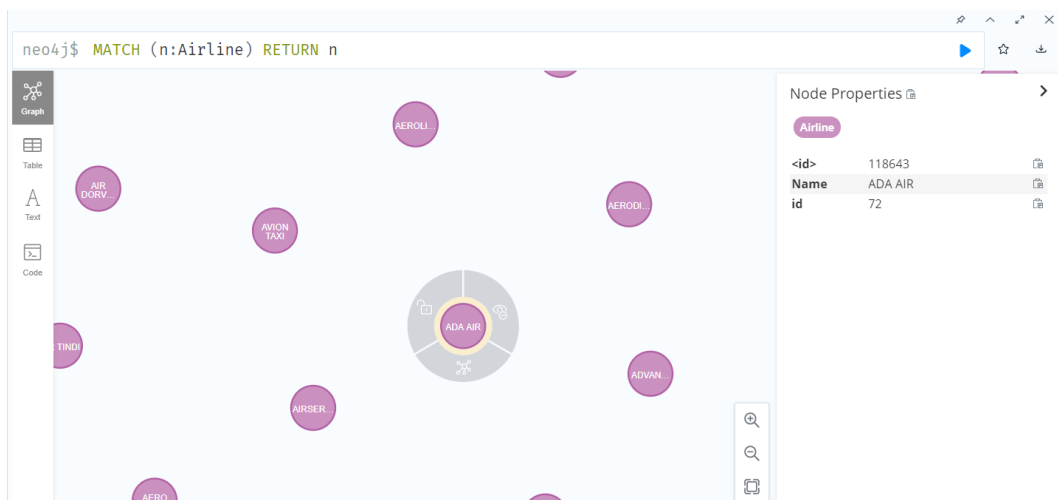 neo4j$ MATCH (n:Airline) RETURN n
Graph
Table
Text
Code
AEROLI...
AIR
DORV...
AVION
TAXI
AERODI...
ADA AIR
TINDI
ADVAN...
AIRSER...
AERO
Node Properties
Airline
<id> 118643
Name ADA AIR
id 72